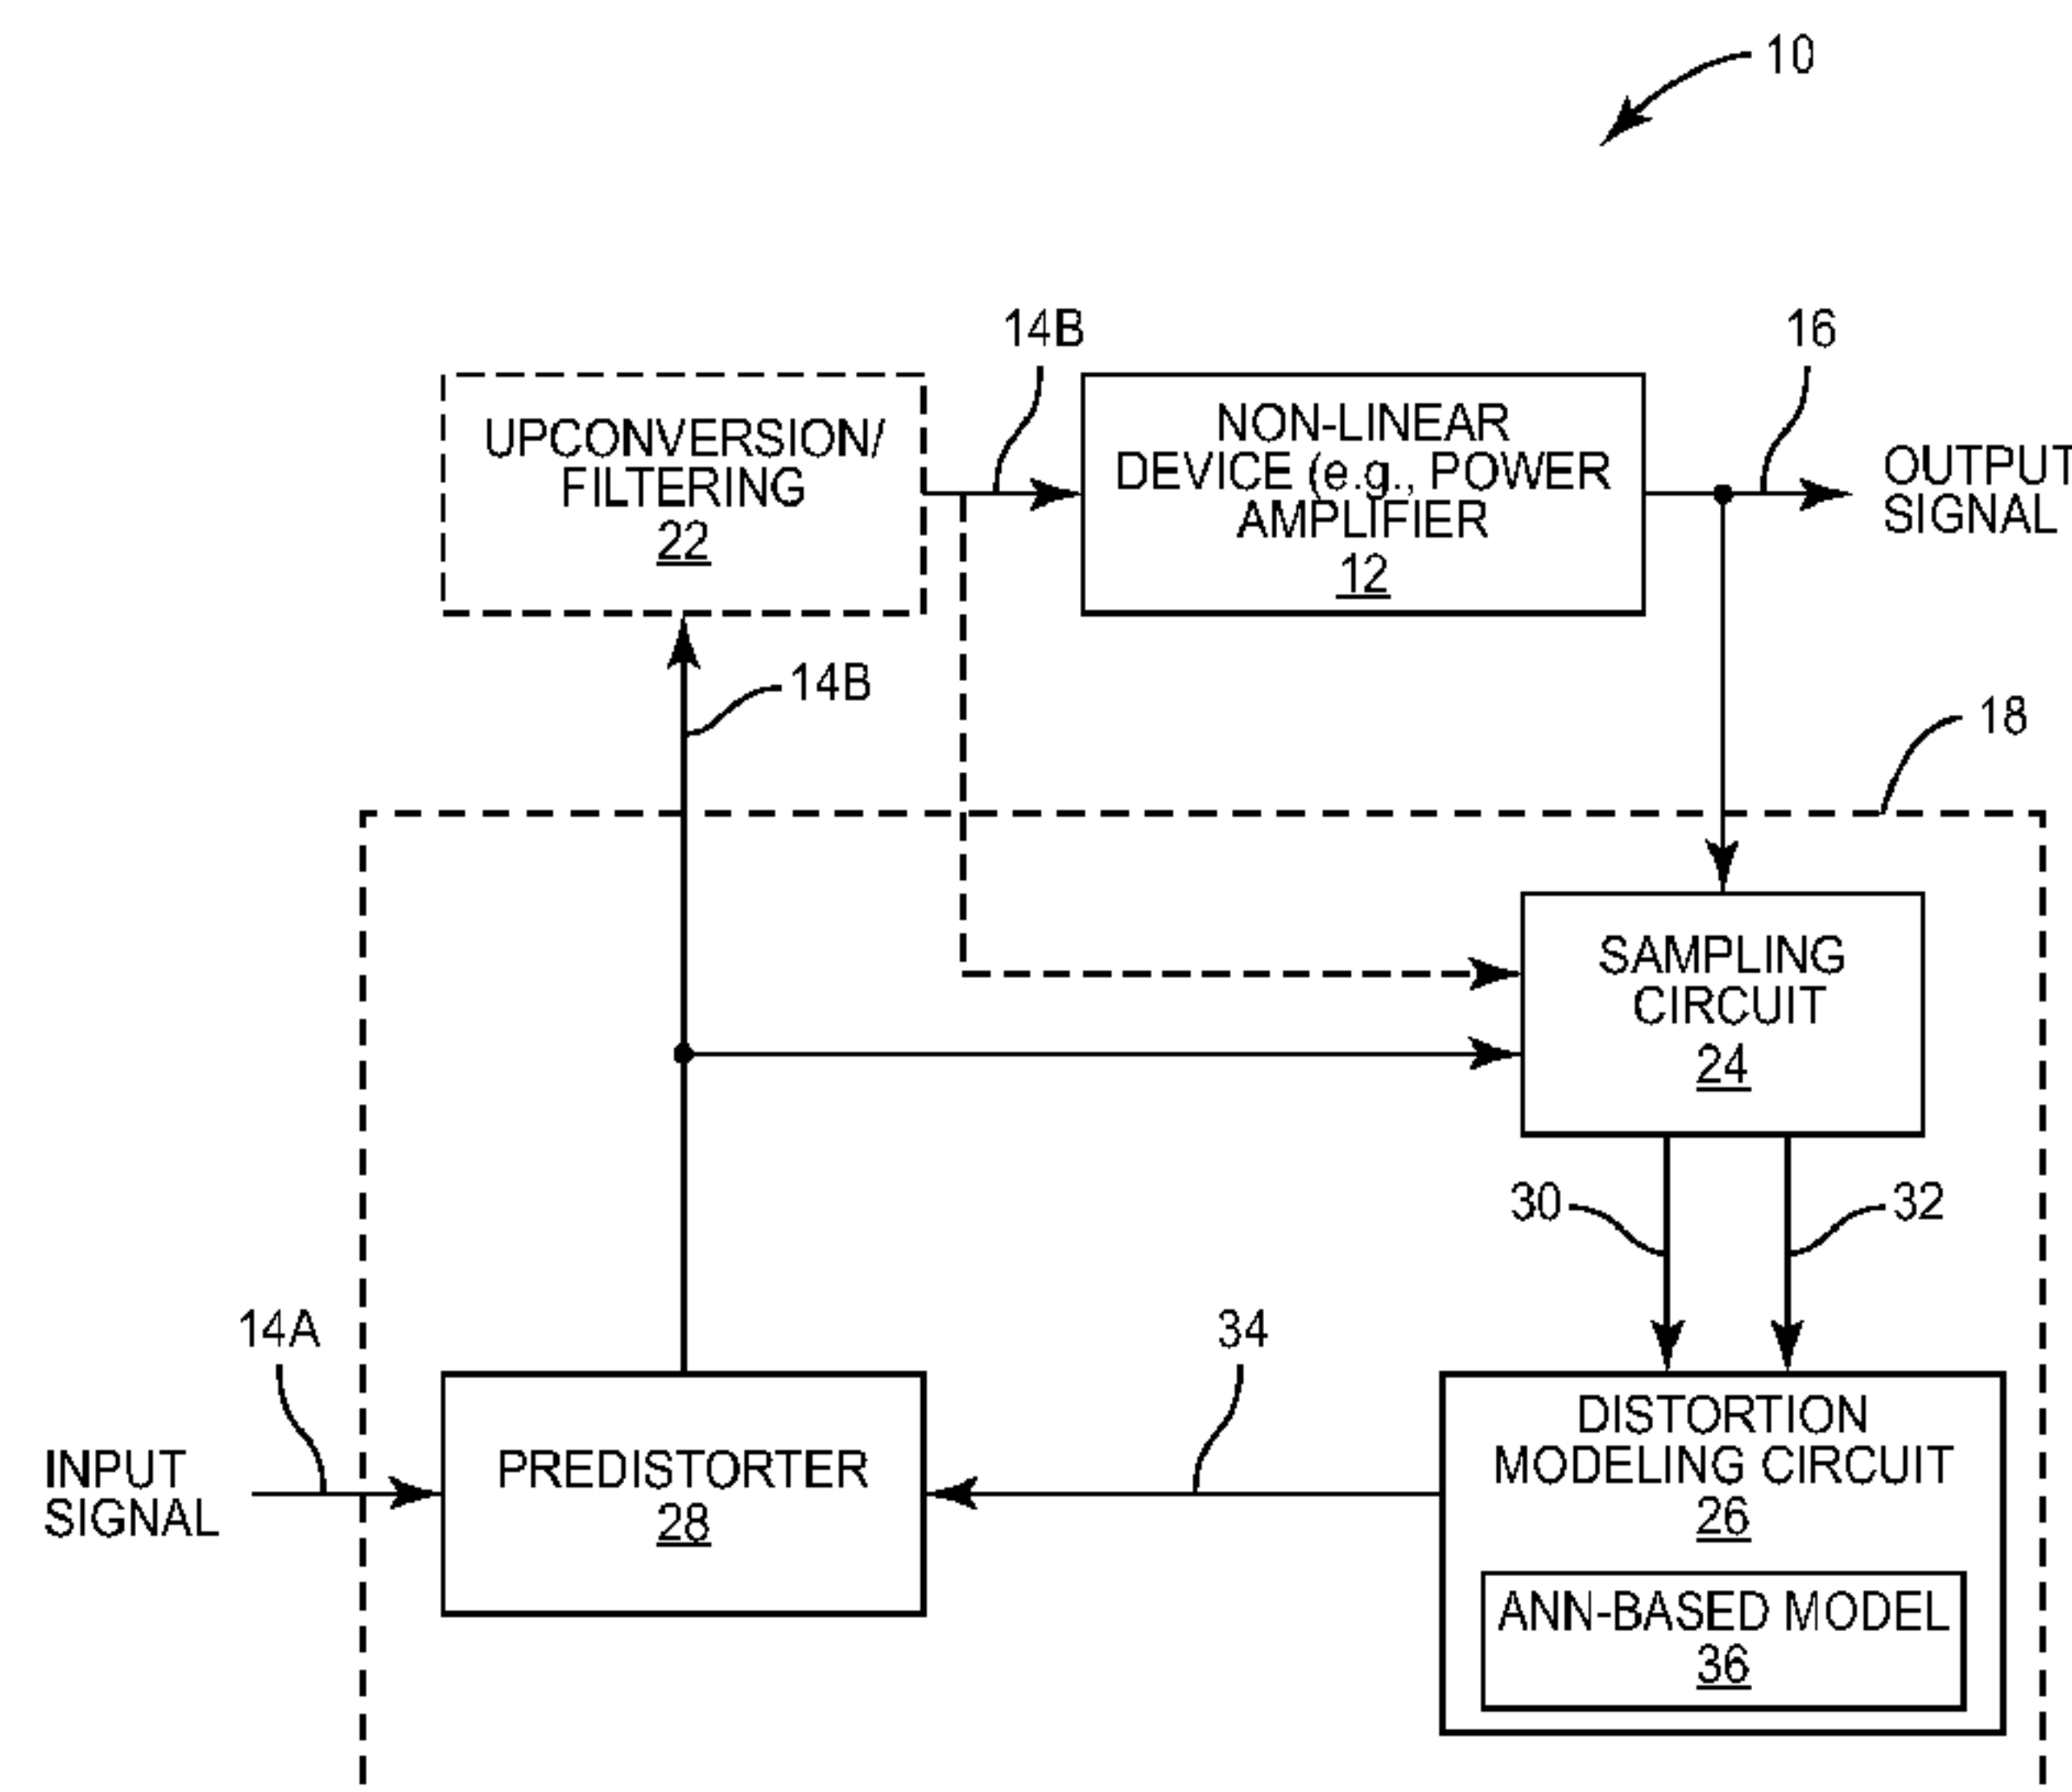 10
14B
16
UPCONVERSION/
FILTERING
22
NON-LINEAR
DEVICE (e.g., POWER
AMPLIFIER
12
OUTPUT
SIGNAL
14B
18
SAMPLING
CIRCUIT
24
30
32
14A
34
INPUT
SIGNAL
PREDISTORTER
28
DISTORTION
MODELING CIRCUIT
26
ANN-BASED MODEL
36